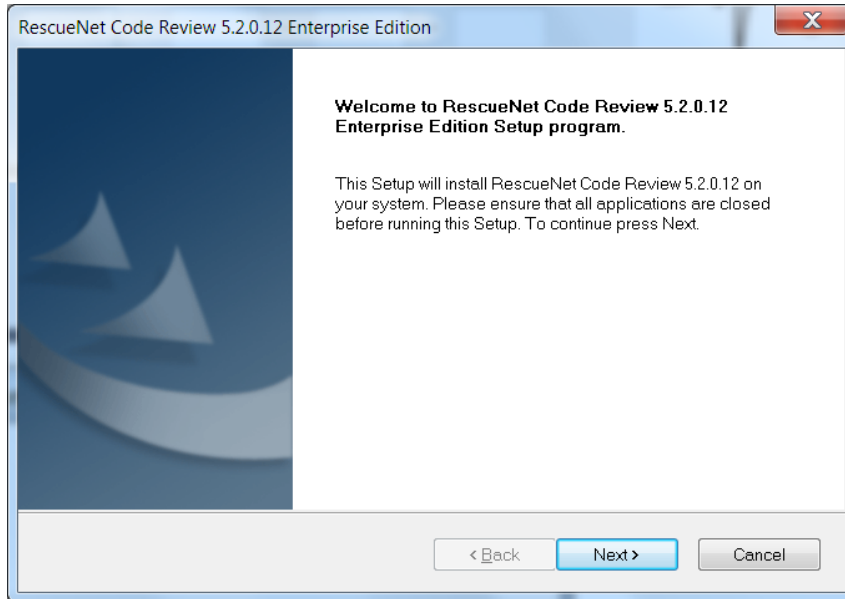 RescueNet Code Review 5.2.0.12 Enterprise Edition
Welcome to RescueNet Code Review 5.2.0.12
Enterprise Edition Setup program.
This Setup will install RescueNet Code Review 5.2.0.12 on
your system. Please ensure that all applications are closed
before running this Setup. To continue press Next.
< Back
Next >
Cancel